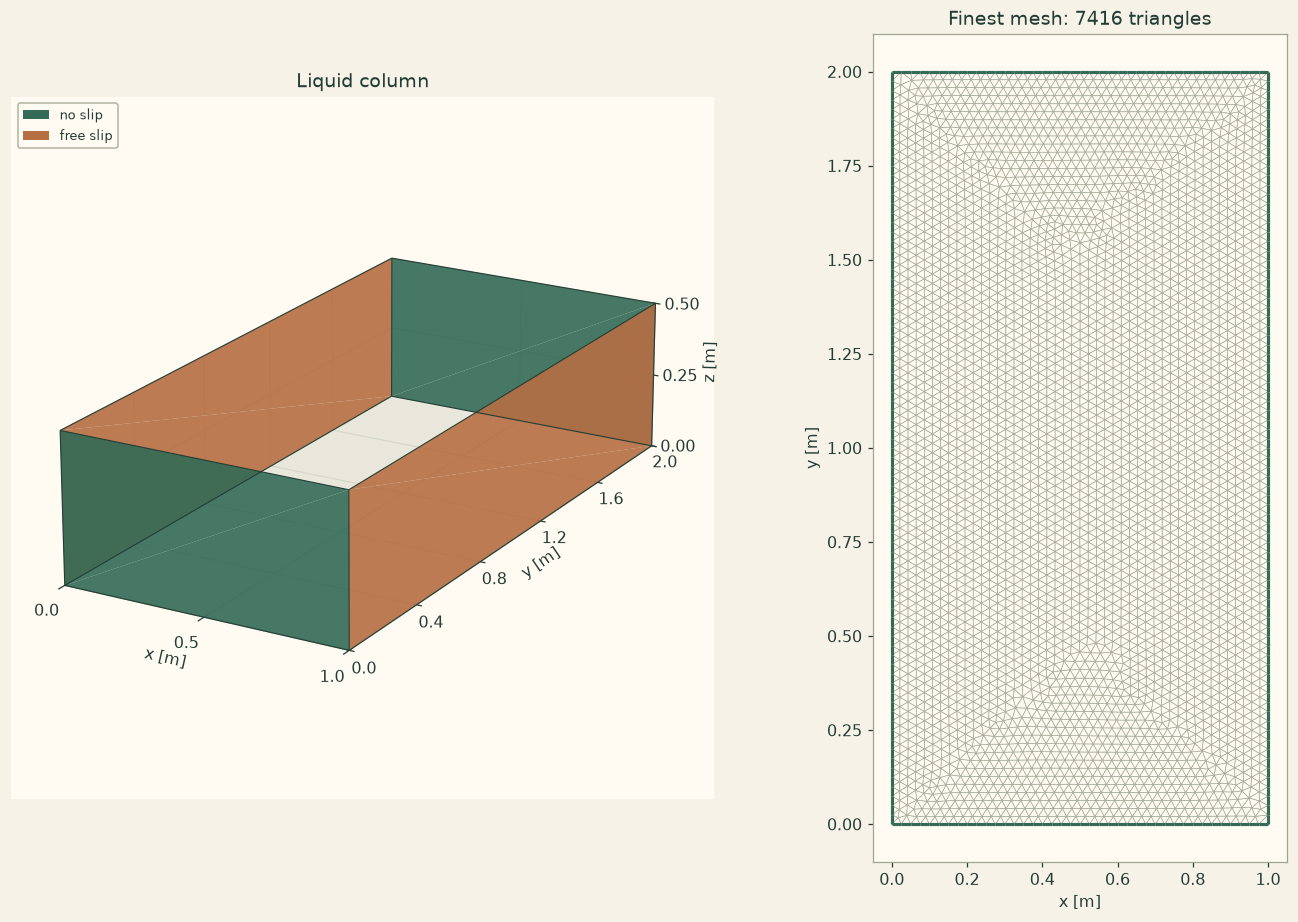 Liquid column
no slip
free slip
0.50
0.25
0.00
z [m]
2.0
1.6
1.2
0.8
0.4
0.0
y [m]
0.0
0.5
1.0
x [m]
Finest mesh: 7416 triangles
2.00
1.75
1.50
1.25
1.00
0.75
0.50
0.25
0.00
y [m]
0.0 0.2 0.4 0.6 0.8 1.0
x [m]